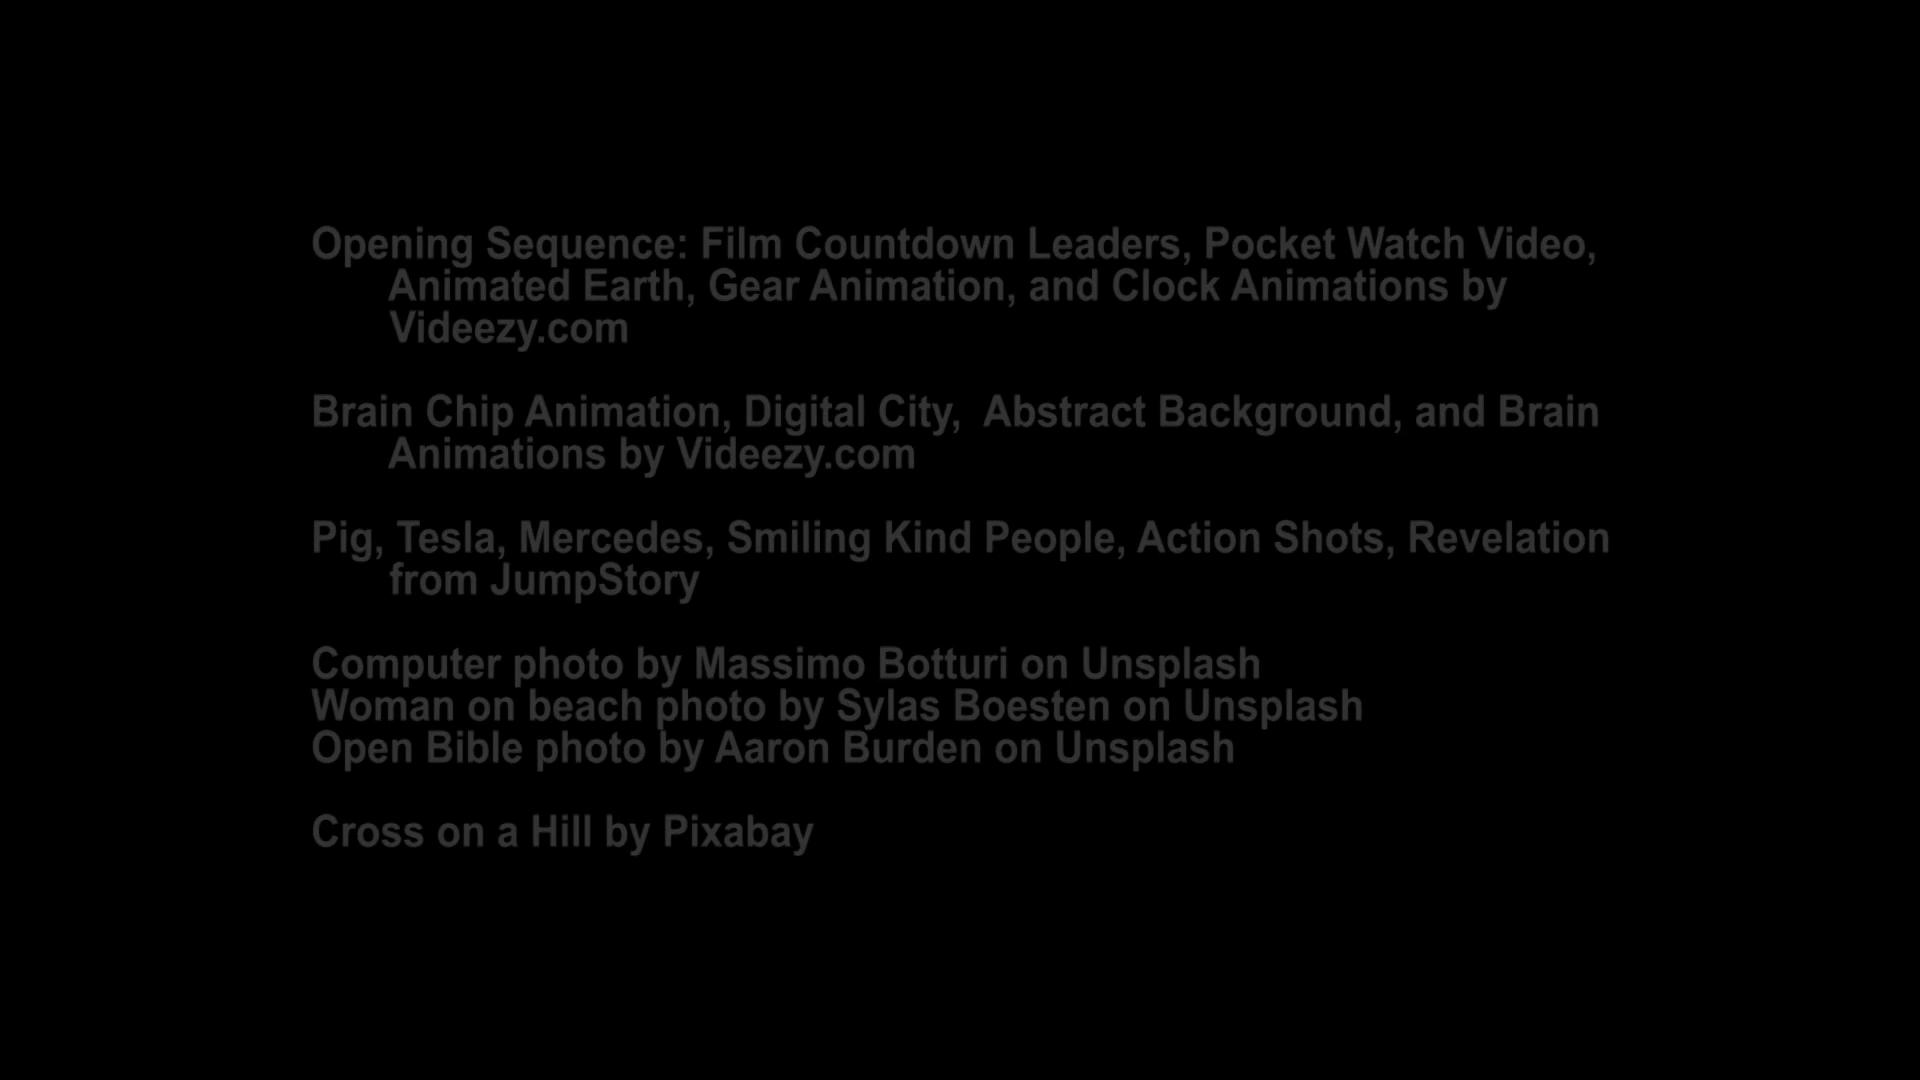 Opening Sequence: Film Countdown Leaders, Pocket Watch Video,
Animated Earth, Gear Animation, and Clock Animations by
Videezy.com
Brain Chip Animation, Digital City,  Abstract Background, and Brain
Animations by Videezy.com
Pig, Tesla, Mercedes, Smiling Kind People, Action Shots, Revelation
from JumpStory
Computer photo by Massimo Botturi on Unsplash
Woman on beach photo by Sylas Boesten on Unsplash
Open Bible photo by Aaron Burden on Unsplash
Cross on a Hill by Pixabay